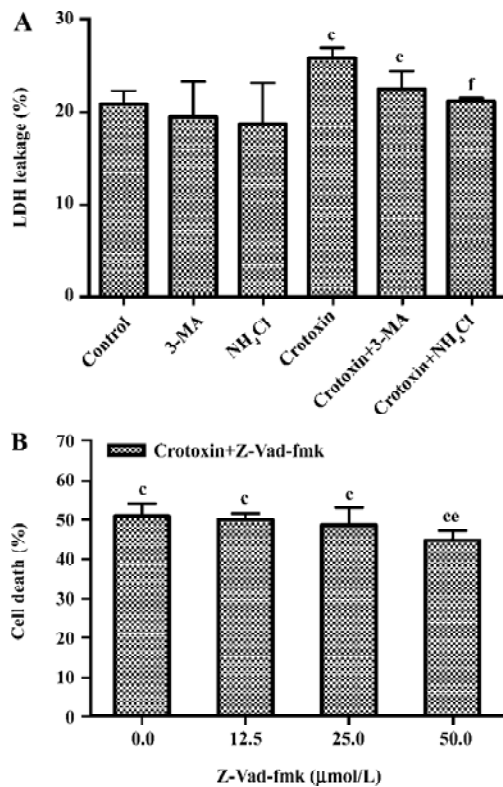 A
30
c
c
f
20
LDH leakage (%)
10
0
Control
3-MA
NH4Cl
Crotoxin
Crotoxin+3-MA
Crotoxin+NH4Cl
B
70
Crotoxin+Z-Vad-fmk
60
c
c
c
ce
50
Cell death (%)
40
30
20
10
0
0.0 12.5 25.0 50.0
Z-Vad-fmk (μmol/L)